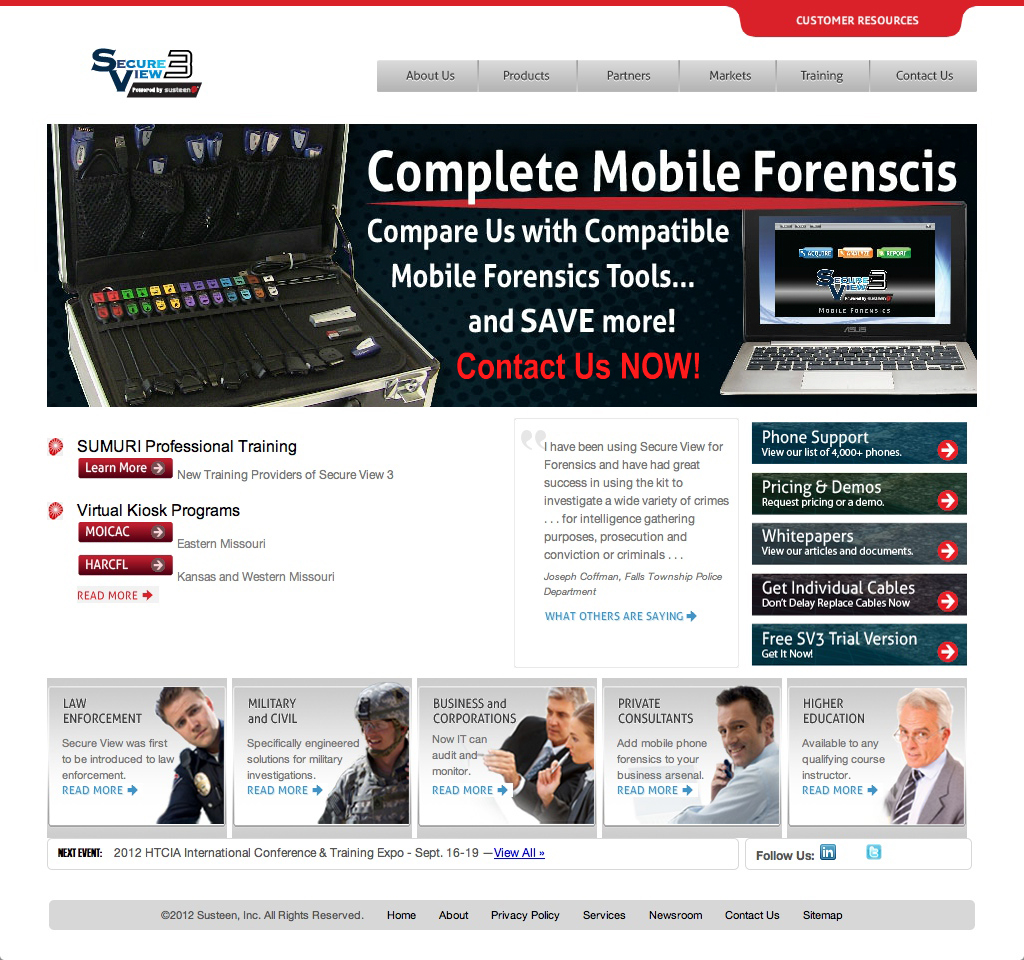 CUSTOMER RESOURCES
SECURE VIEW 3
Powered by susteen
About Us Products Partners Markets Training Contact Us
Complete Mobile Forenscis
Compare Us with Compatible
Mobile Forensics Tools...
and SAVE more!
Contact Us NOW!
ACQUIRE ANALYZE REPORT
SECURE VIEW 3
Powered by susteen
MOBILE FORENSICS
ASUS
SUMURI Professional Training
Learn More New Training Providers of Secure View 3
Virtual Kiosk Programs
MOICAC Eastern Missouri
HARCFL Kansas and Western Missouri
READ MORE
I have been using Secure View for
Forensics and have had great
success in using the kit to
investigate a wide variety of crimes
. . . for intelligence gathering
purposes, prosecution and
conviction or criminals . . .
Joseph Coffman, Falls Township Police
Department
WHAT OTHERS ARE SAYING
Phone Support
View our list of 4,000+ phones.
Pricing & Demos
Request pricing or a demo.
Whitepapers
View our articles and documents.
Get Individual Cables
Don't Delay Replace Cables Now
Free SV3 Trial Version
Get It Now!
LAW
ENFORCEMENT
Secure View was first
to be introduced to law
enforcement.
READ MORE
MILITARY
and CIVIL
Specifically engineered
solutions for military
investigations.
READ MORE
BUSINESS and
CORPORATIONS
Now IT can
audit and
monitor.
READ MORE
PRIVATE
CONSULTANTS
Add mobile phone
forensics to your
business arsenal.
READ MORE
HIGHER
EDUCATION
Available to any
qualifying course
instructor.
READ MORE
NEXT EVENT: 2012 HTCIA International Conference & Training Expo - Sept. 16-19 —View All »
Follow Us:
©2012 Susteen, Inc. All Rights Reserved. Home About Privacy Policy Services Newsroom Contact Us Sitemap